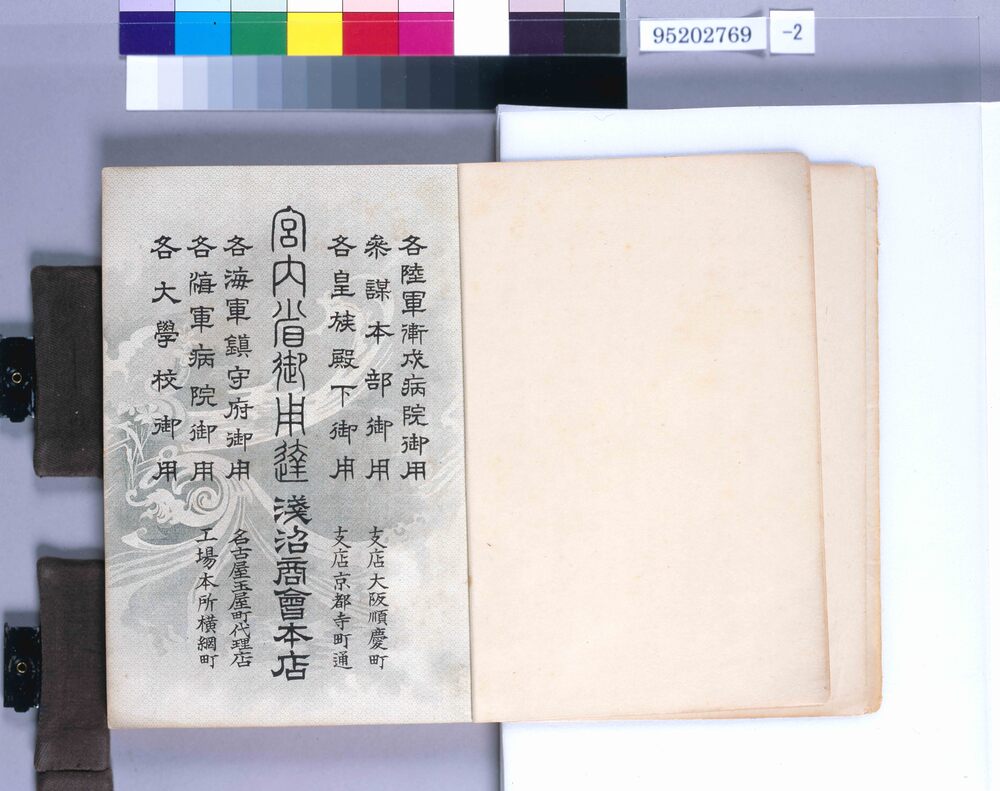 95202769 -2
各陸軍衛戍病院御用
參謀本部御用
支店大阪順慶町
各皇族殿下御用
支店京都寺町通
宮内省御用達 淺沼商會本店
各海軍鎮守府御用
名古屋玉屋町代理店
各海軍病院御用
工場本所横網町
各大學校御用